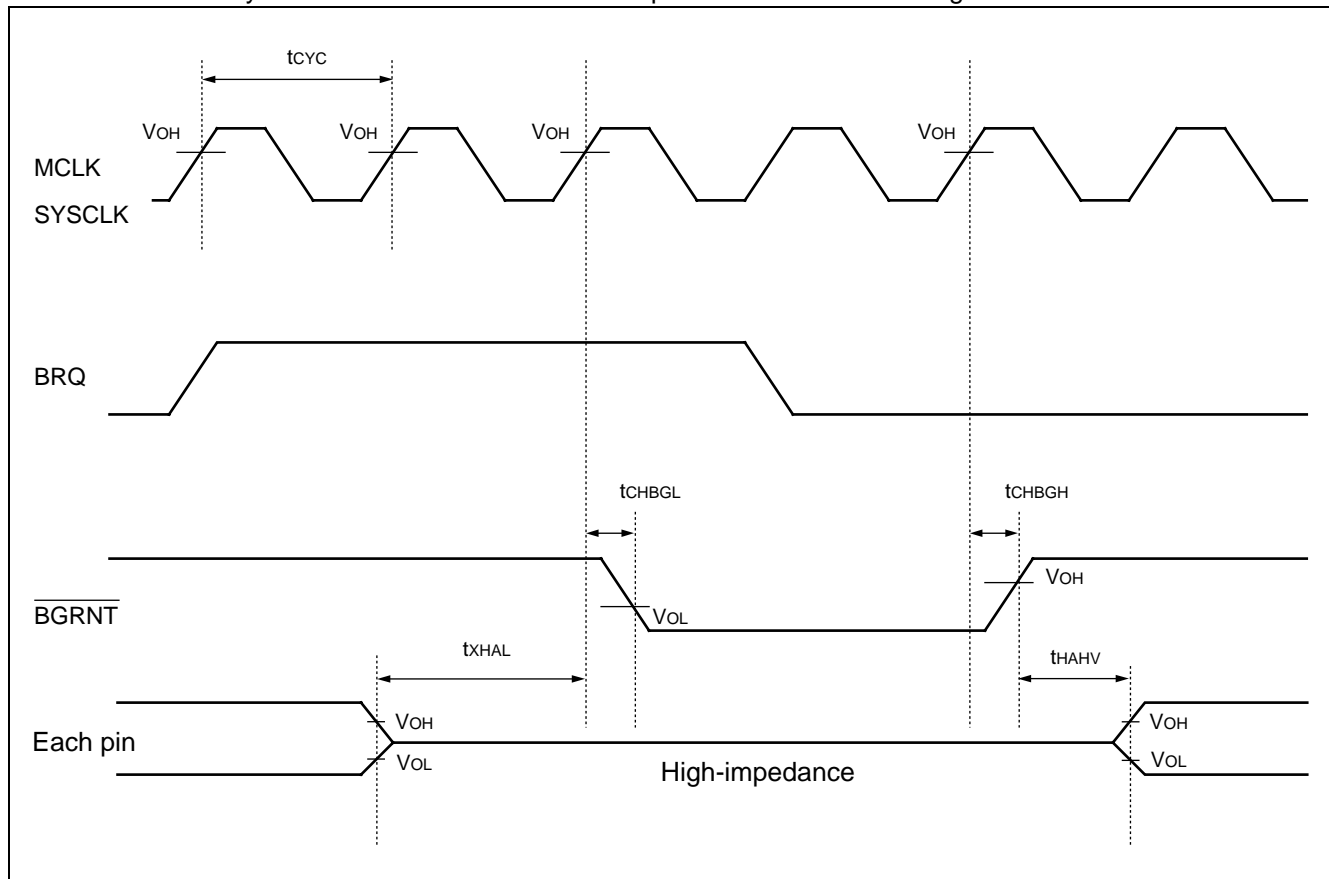 tCYC
VOH VOH VOH VOH
MCLK
SYSCLK
BRQ
tCHBGL tCHBGH
VOH
BGRNT
VOL
tXHAL tHAHV
VOH VOH
Each pin
VOL VOL
High-impedance